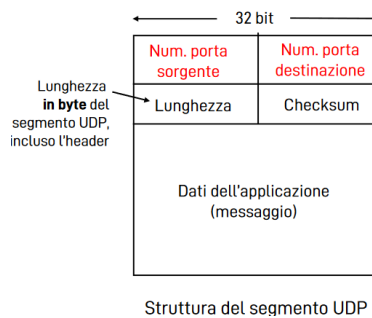 32 bit
Num. porta
sorgente
Num. porta
destinazione
Lunghezza
in byte del
segmento UDP,
incluso l'header
Lunghezza
Checksum
Dati dell'applicazione
(messaggio)
Struttura del segmento UDP